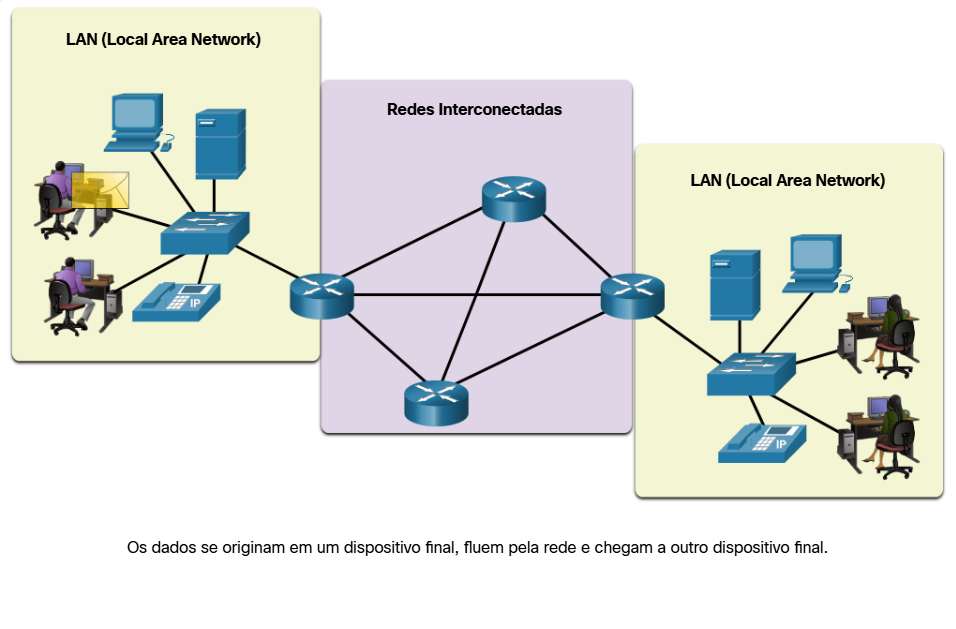 LAN (Local Area Network)
Redes Interconectadas
LAN (Local Area Network)
IP
IP
Os dados se originam em um dispositivo final, fluem pela rede e chegam a outro dispositivo final.